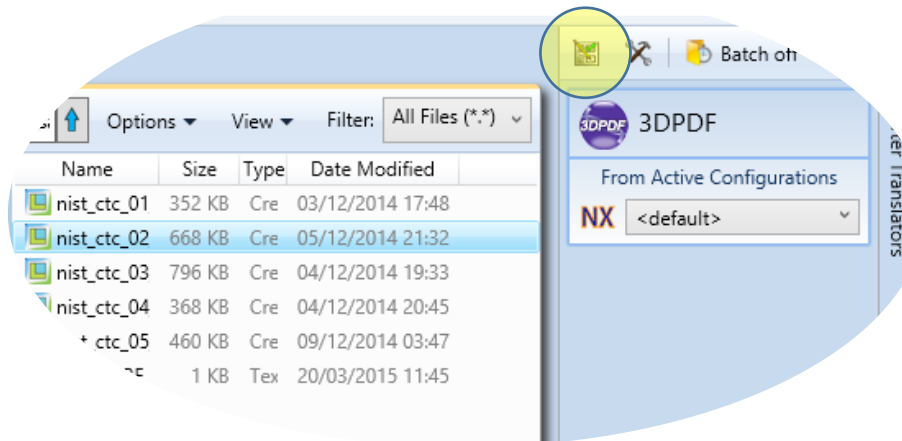 Batch
Options View Filter: All Files (*.*)
3DPDF 3DPDF
Name Size Type Date Modified
From Active Configurations
nist_ctc_01 352 KB Cre 03/12/2014 17:48
NX <default>
nist_ctc_02 668 KB Cre 05/12/2014 21:32
nist_ctc_03 796 KB Cre 04/12/2014 19:33
nist_ctc_04 368 KB Cre 04/12/2014 20:45
ctc_05 460 KB Cre 09/12/2014 03:47
1 KB Tex 20/03/2015 11:45
Translators